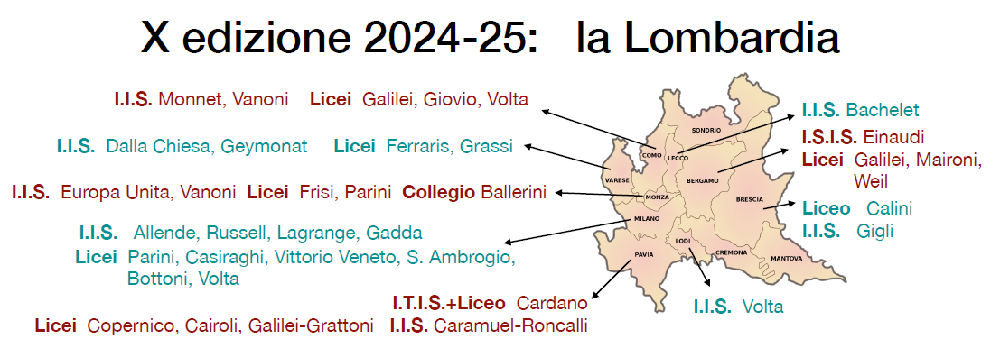 X edizione 2024-25: la Lombardia
I.I.S. Monnet, Vanoni Licei Galilei, Giovio, Volta
I.I.S. Dalla Chiesa, Geymonat Licei Ferraris, Grassi
I.I.S. Europa Unita, Vanoni Licei Frisi, Parini Collegio Ballerini
I.I.S. Allende, Russell, Lagrange, Gadda
Licei Parini, Casiraghi, Vittorio Veneto, S. Ambrogio,
Bottoni, Volta
I.T.I.S.+Liceo Cardano
Licei Copernico, Cairoli, Galilei-Grattoni I.I.S. Caramuel-Roncalli
SONDRIO
COMO
LECCO
VARESE
BERGAMO
MONZA
BRESCIA
MILANO
LODI
PAVIA
CREMONA
MANTOVA
I.I.S. Bachelet
I.S.I.S. Einaudi
Licei Galilei, Maironi,
Weil
Liceo Calini
I.I.S. Gigli
I.I.S. Volta